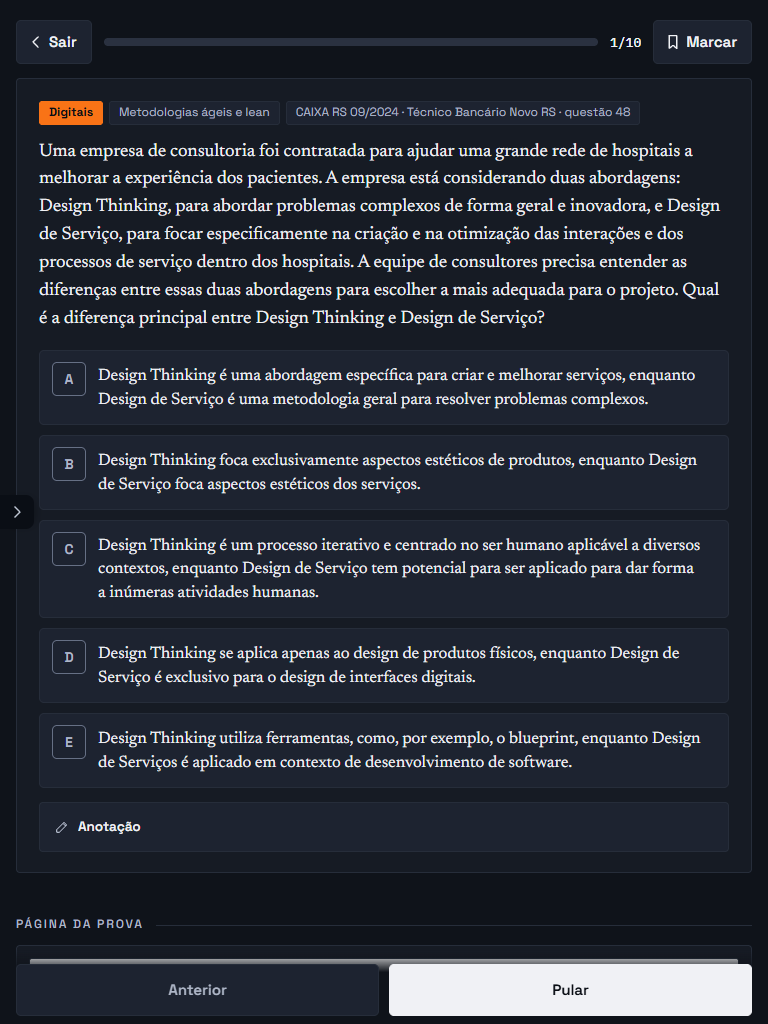 Sair
1/10
Marcar
Digitais
Metodologias ágeis e lean
CAIXA RS 09/2024 · Técnico Bancário Novo RS · questão 48
Uma empresa de consultoria foi contratada para ajudar uma grande rede de hospitais a
melhorar a experiência dos pacientes. A empresa está considerando duas abordagens:
Design Thinking, para abordar problemas complexos de forma geral e inovadora, e Design
de Serviço, para focar especificamente na criação e na otimização das interações e dos
processos de serviço dentro dos hospitais. A equipe de consultores precisa entender as
diferenças entre essas duas abordagens para escolher a mais adequada para o projeto. Qual
é a diferença principal entre Design Thinking e Design de Serviço?
A
Design Thinking é uma abordagem específica para criar e melhorar serviços, enquanto
Design de Serviço é uma metodologia geral para resolver problemas complexos.
B
Design Thinking foca exclusivamente aspectos estéticos de produtos, enquanto Design
de Serviço foca aspectos estéticos dos serviços.
C
Design Thinking é um processo iterativo e centrado no ser humano aplicável a diversos
contextos, enquanto Design de Serviço tem potencial para ser aplicado para dar forma
a inúmeras atividades humanas.
D
Design Thinking se aplica apenas ao design de produtos físicos, enquanto Design de
Serviço é exclusivo para o design de interfaces digitais.
E
Design Thinking utiliza ferramentas, como, por exemplo, o blueprint, enquanto Design
de Serviços é aplicado em contexto de desenvolvimento de software.
Anotação
PÁGINA DA PROVA
Anterior
Pular